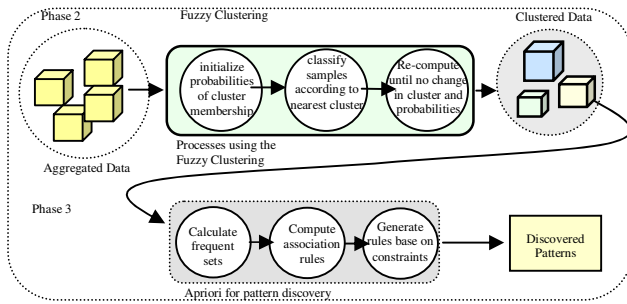 Phase 2
Fuzzy Clustering
Clustered Data
initialize
probabilities
of cluster
membership
classify
samples
according to
nearest cluster
Re-compute
until no change
in cluster and
probabilities.
Processes using the
Fuzzy Clustering
Aggregated Data
Phase 3
Calculate
frequent
sets
Compute
association
rules
Generate
rules base on
constraints
Discovered
Patterns
Apriori for pattern discovery